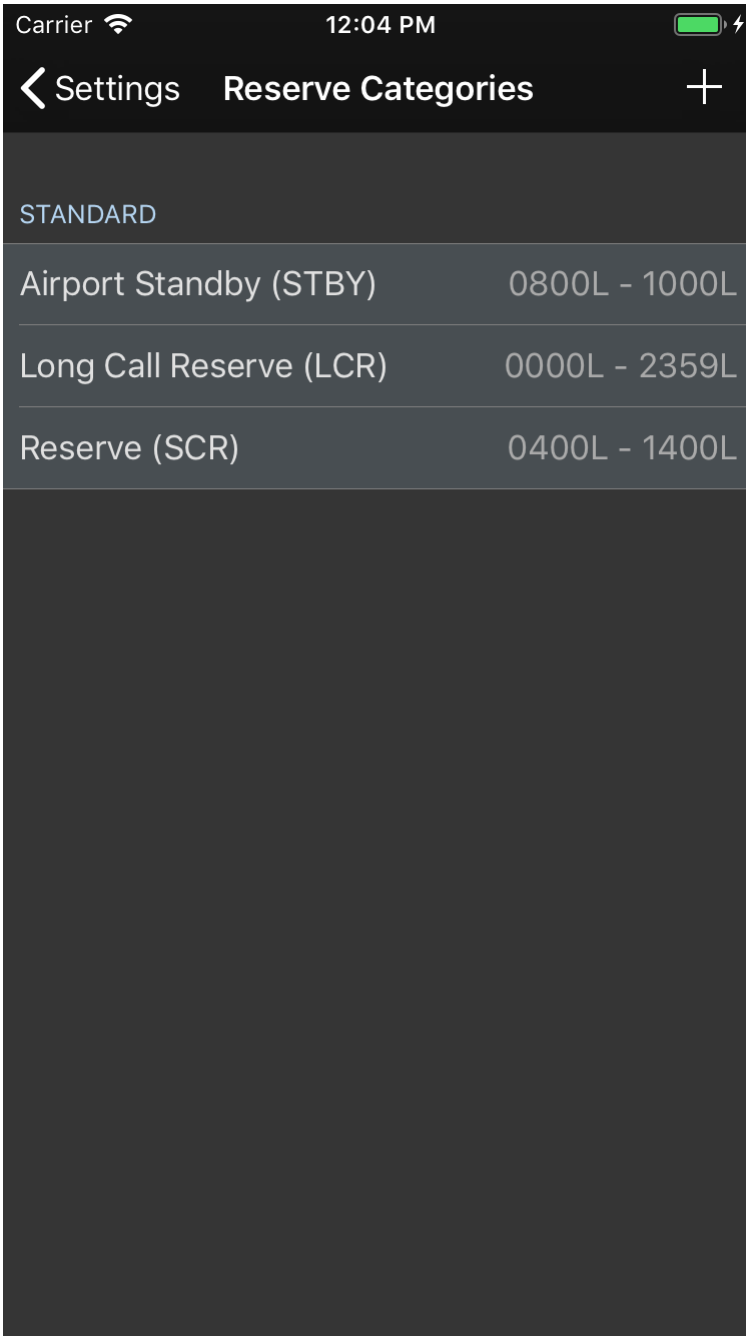 Carrier 12:04 PM
Settings Reserve Categories
STANDARD
Airport Standby (STBY) 0800L - 1000L
Long Call Reserve (LCR) 0000L - 2359L
Reserve (SCR) 0400L - 1400L